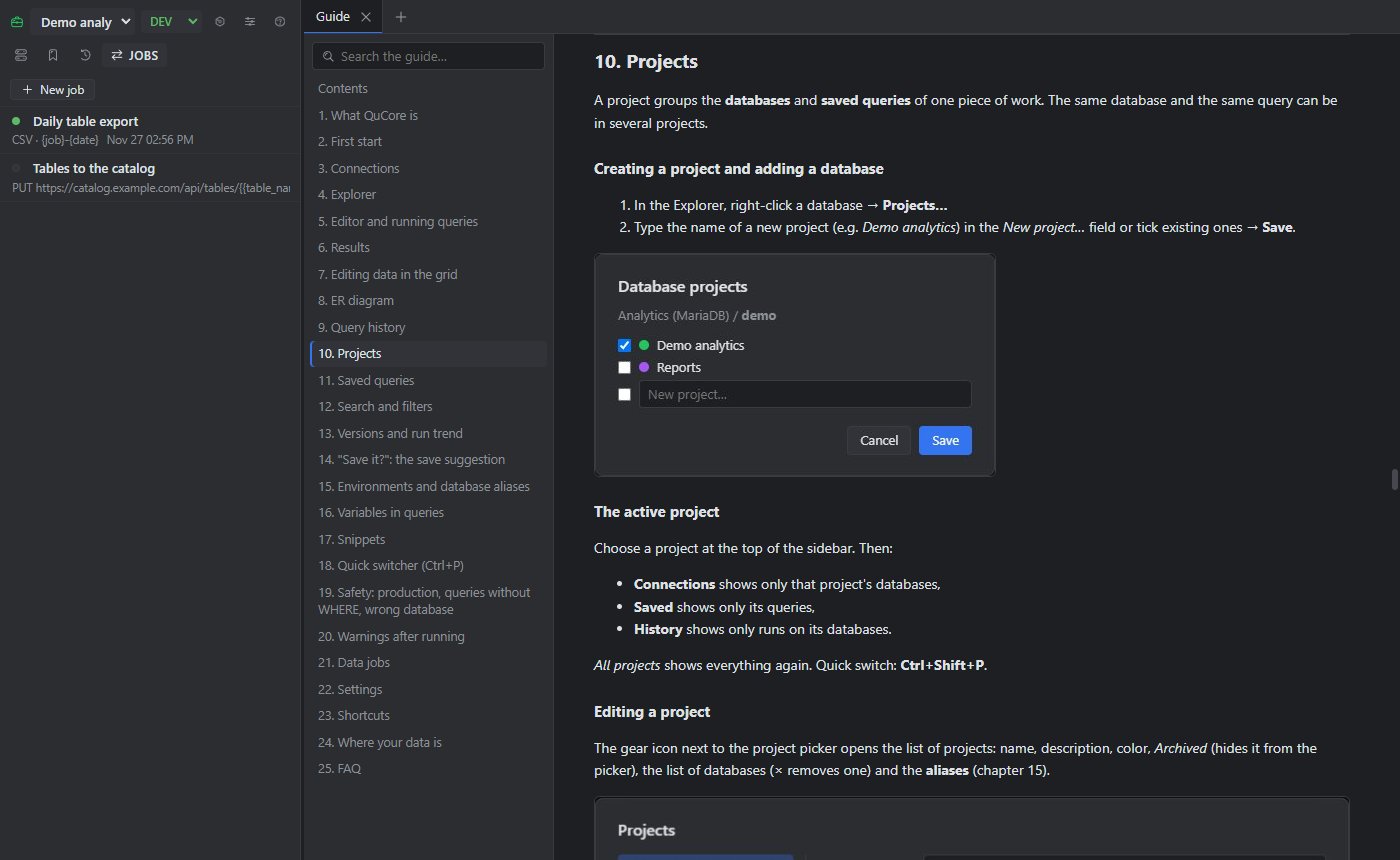 Demo analy
DEV
JOBS
New job
Daily table export
CSV · {job}-{date} Nov 27 02:56 PM
Tables to the catalog
PUT https://catalog.example.com/api/tables/{{table_nar
Guide
Search the guide...
Contents
1. What QuCore is
2. First start
3. Connections
4. Explorer
5. Editor and running queries
6. Results
7. Editing data in the grid
8. ER diagram
9. Query history
10. Projects
11. Saved queries
12. Search and filters
13. Versions and run trend
14. "Save it?": the save suggestion
15. Environments and database aliases
16. Variables in queries
17. Snippets
18. Quick switcher (Ctrl+P)
19. Safety: production, queries without
WHERE, wrong database
20. Warnings after running
21. Data jobs
22. Settings
23. Shortcuts
24. Where your data is
25. FAQ
10. Projects
A project groups the databases and saved queries of one piece of work. The same database and the same query can be
in several projects.
Creating a project and adding a database
1. In the Explorer, right-click a database → Projects...
2. Type the name of a new project (e.g. Demo analytics) in the New project... field or tick existing ones → Save.
Database projects
Analytics (MariaDB) / demo
Demo analytics
Reports
New project...
Cancel
Save
The active project
Choose a project at the top of the sidebar. Then:
• Connections shows only that project's databases,
• Saved shows only its queries,
• History shows only runs on its databases.
All projects shows everything again. Quick switch: Ctrl+Shift+P.
Editing a project
The gear icon next to the project picker opens the list of projects: name, description, color, Archived (hides it from the
picker), the list of databases (× removes one) and the aliases (chapter 15).
Projects